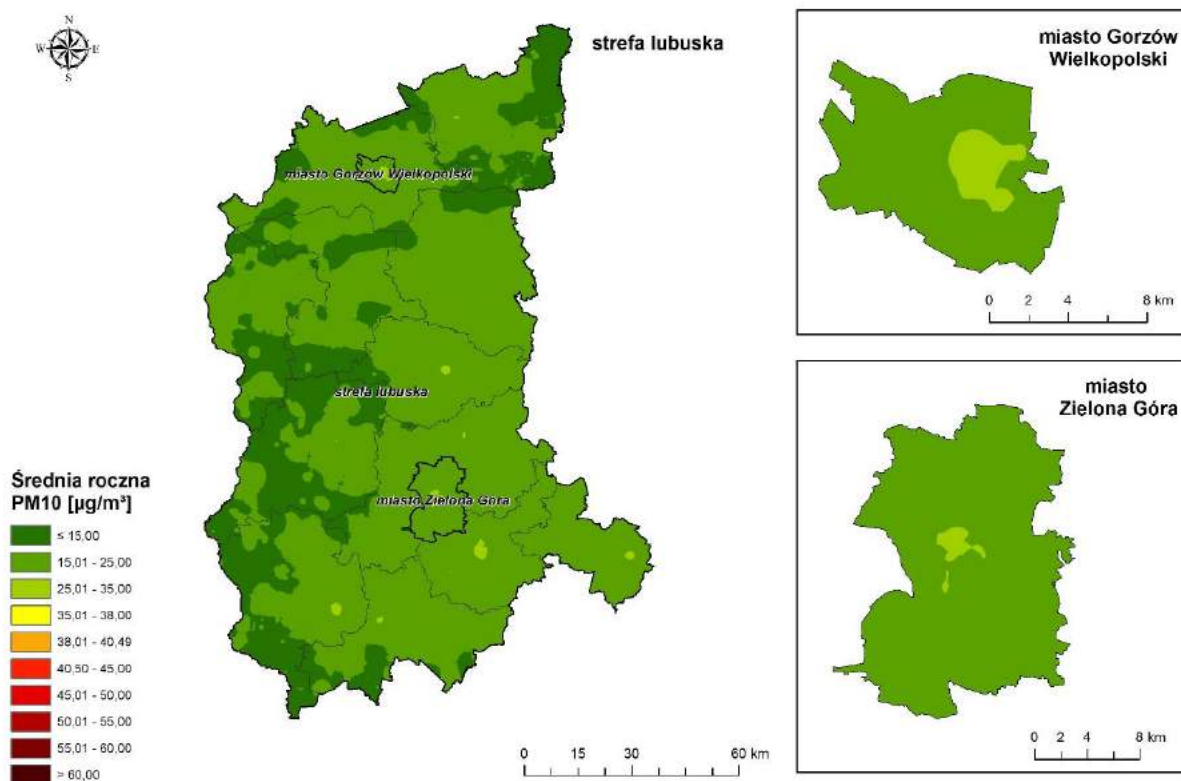 N
W E
S
strefa lubuska
miasto Gorzów Wielkopolski
strefa lubuska
miasto Zielona Góra
Średnia roczna
PM10 [µg/m³]
≤ 15,00
15,01 - 25,00
25,01 - 35,00
35,01 - 38,00
38,01 - 40,49
40,50 - 45,00
45,01 - 50,00
50,01 - 55,00
55,01 - 60,00
> 60,00
0 15 30 60 km
miasto Gorzów
Wielkopolski
0 2 4 8 km
miasto
Zielona Góra
0 2 4 8 km